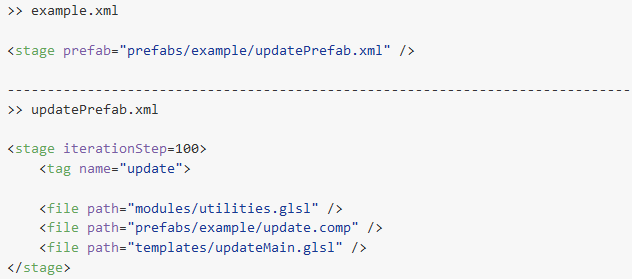 >> example.xml
<stage prefab="prefabs/example/updatePrefab.xml" />
--------------------------------------------------------------------------------
>> updatePrefab.xml
<stage iterationStep=100>
    <tag name="update">
    <file path="modules/utilities.glsl" />
    <file path="prefabs/example/update.comp" />
    <file path="templates/updateMain.glsl" />
</stage>